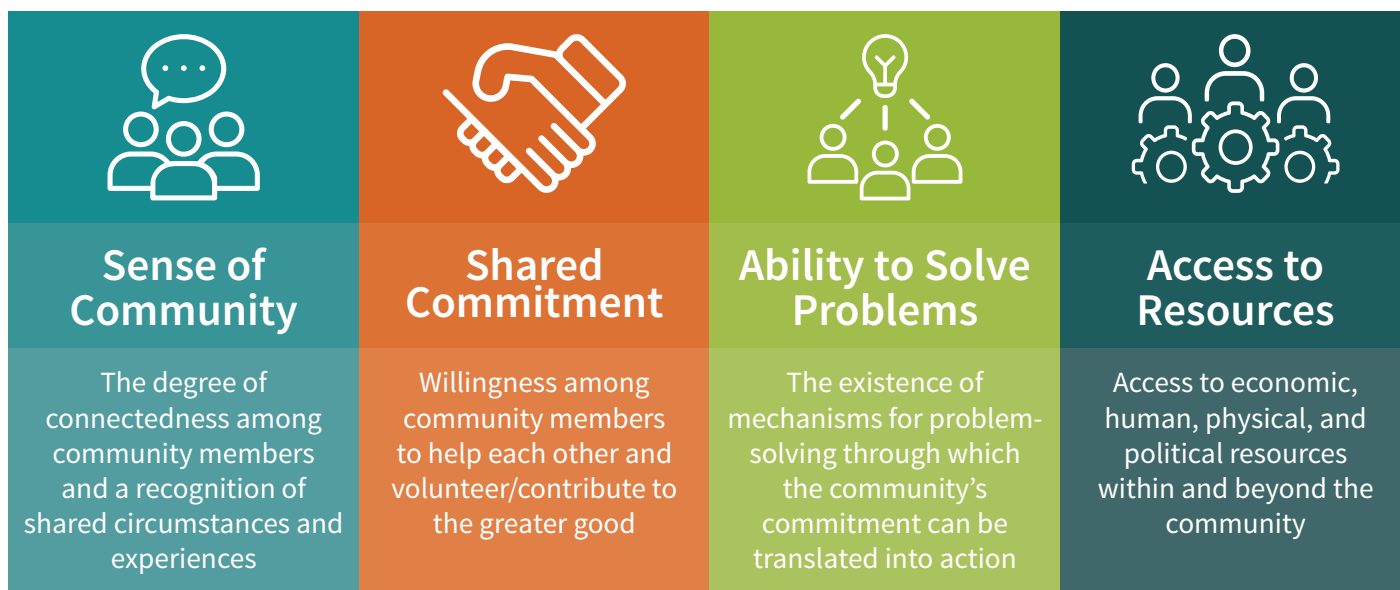 Sense of
Community
The degree of
connectedness among
community members
and a recognition of
shared circumstances and
experiences
Shared
Commitment
Willingness among
community members
to help each other and
volunteer/contribute to
the greater good
Ability to Solve
Problems
The existence of
mechanisms for problem-
solving through which
the community’s
commitment can be
translated into action
Access to
Resources
Access to economic,
human, physical, and
political resources
within and beyond the
community